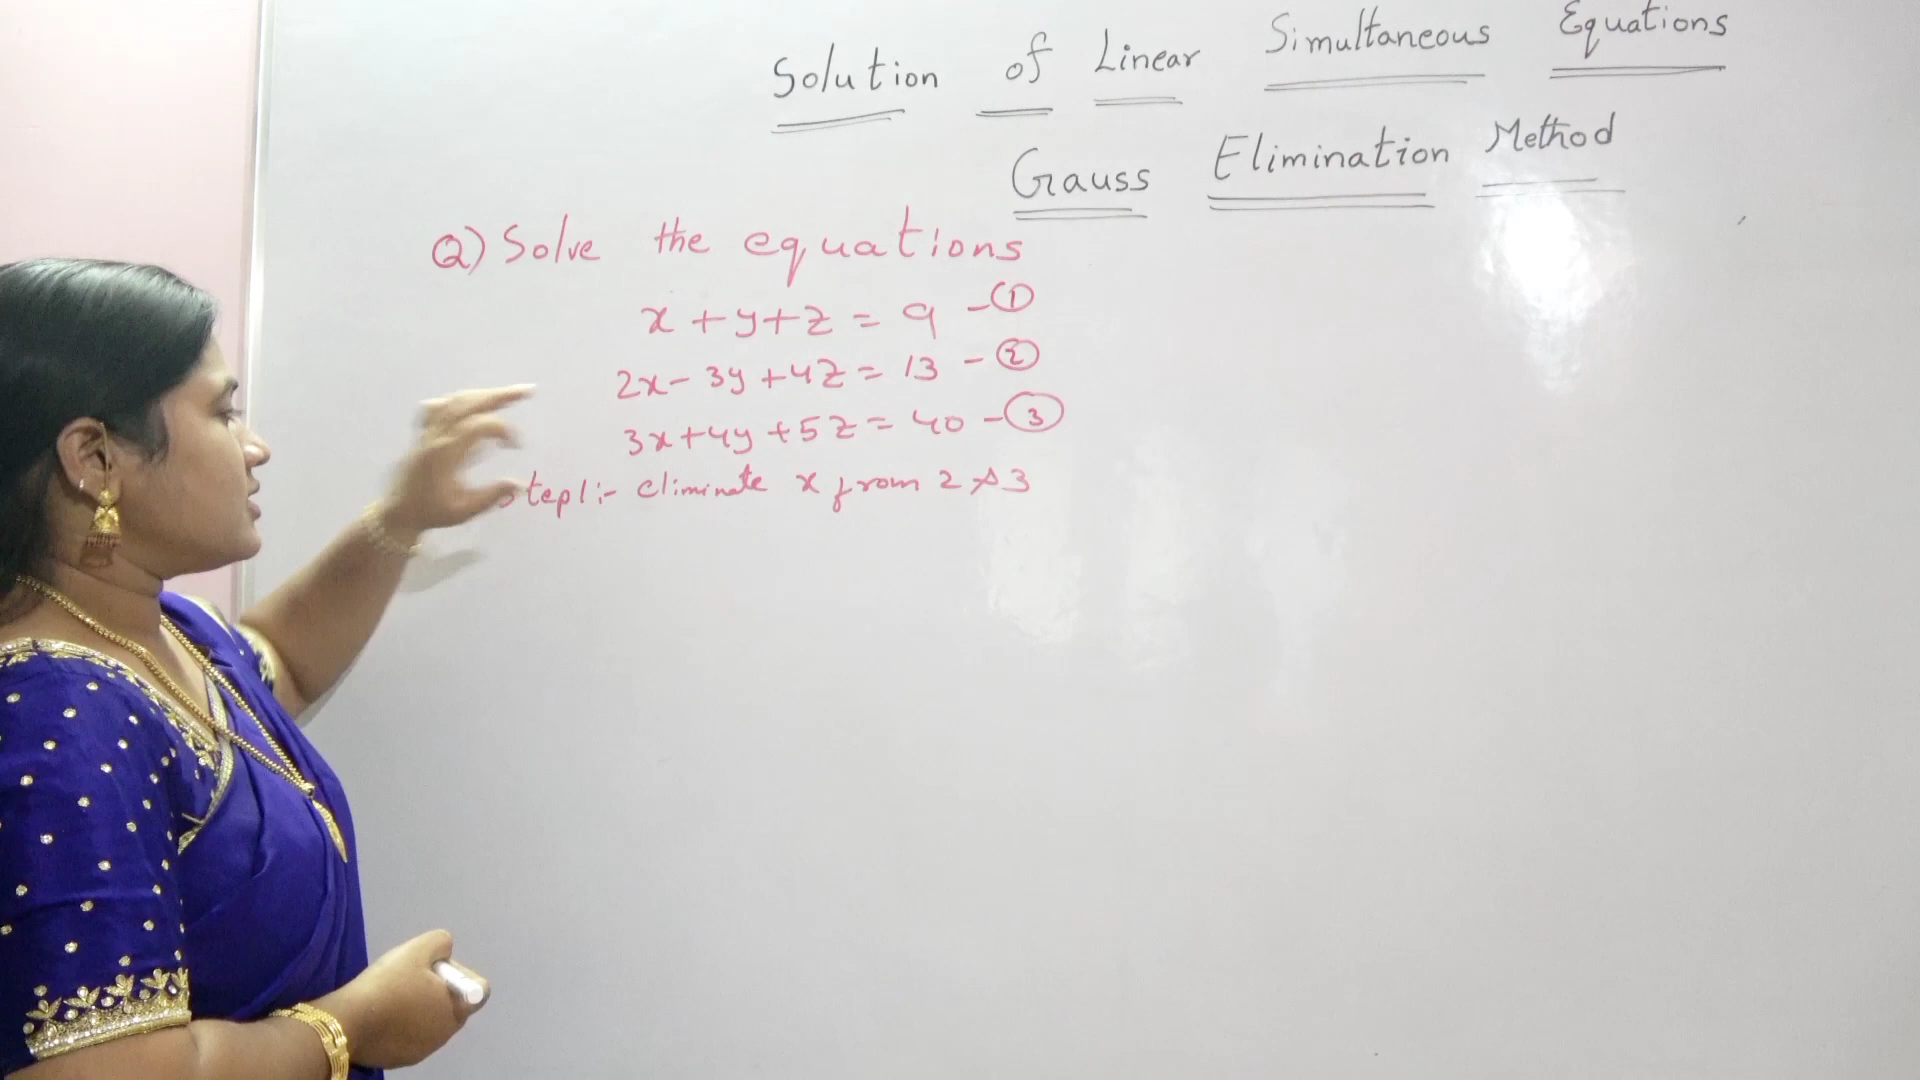 Solution of Linear Simultaneous Equations
Gauss Elimination Method
Q) Solve the equations
x + y + z = 9 - ①
2x - 3y + 4z = 13 - ②
3x + 4y + 5z = 40 - ③
Step1:- eliminate x from 2 & 3